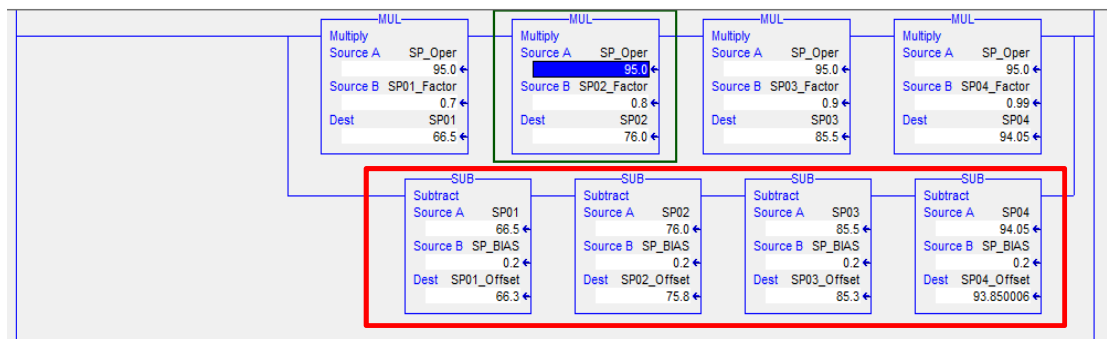 MUL
Multiply
Source A SP_Oper
95.0
Source B SP01_Factor
0.7
Dest SP01
66.5
MUL
Multiply
Source A SP_Oper
95.0
Source B SP02_Factor
0.8
Dest SP02
76.0
MUL
Multiply
Source A SP_Oper
95.0
Source B SP03_Factor
0.9
Dest SP03
85.5
MUL
Multiply
Source A SP_Oper
95.0
Source B SP04_Factor
0.99
Dest SP04
94.05
SUB
Subtract
Source A SP01
66.5
Source B SP_BIAS
0.2
Dest SP01_Offset
66.3
SUB
Subtract
Source A SP02
76.0
Source B SP_BIAS
0.2
Dest SP02_Offset
75.8
SUB
Subtract
Source A SP03
85.5
Source B SP_BIAS
0.2
Dest SP03_Offset
85.3
SUB
Subtract
Source A SP04
94.05
Source B SP_BIAS
0.2
Dest SP04_Offset
93.850006